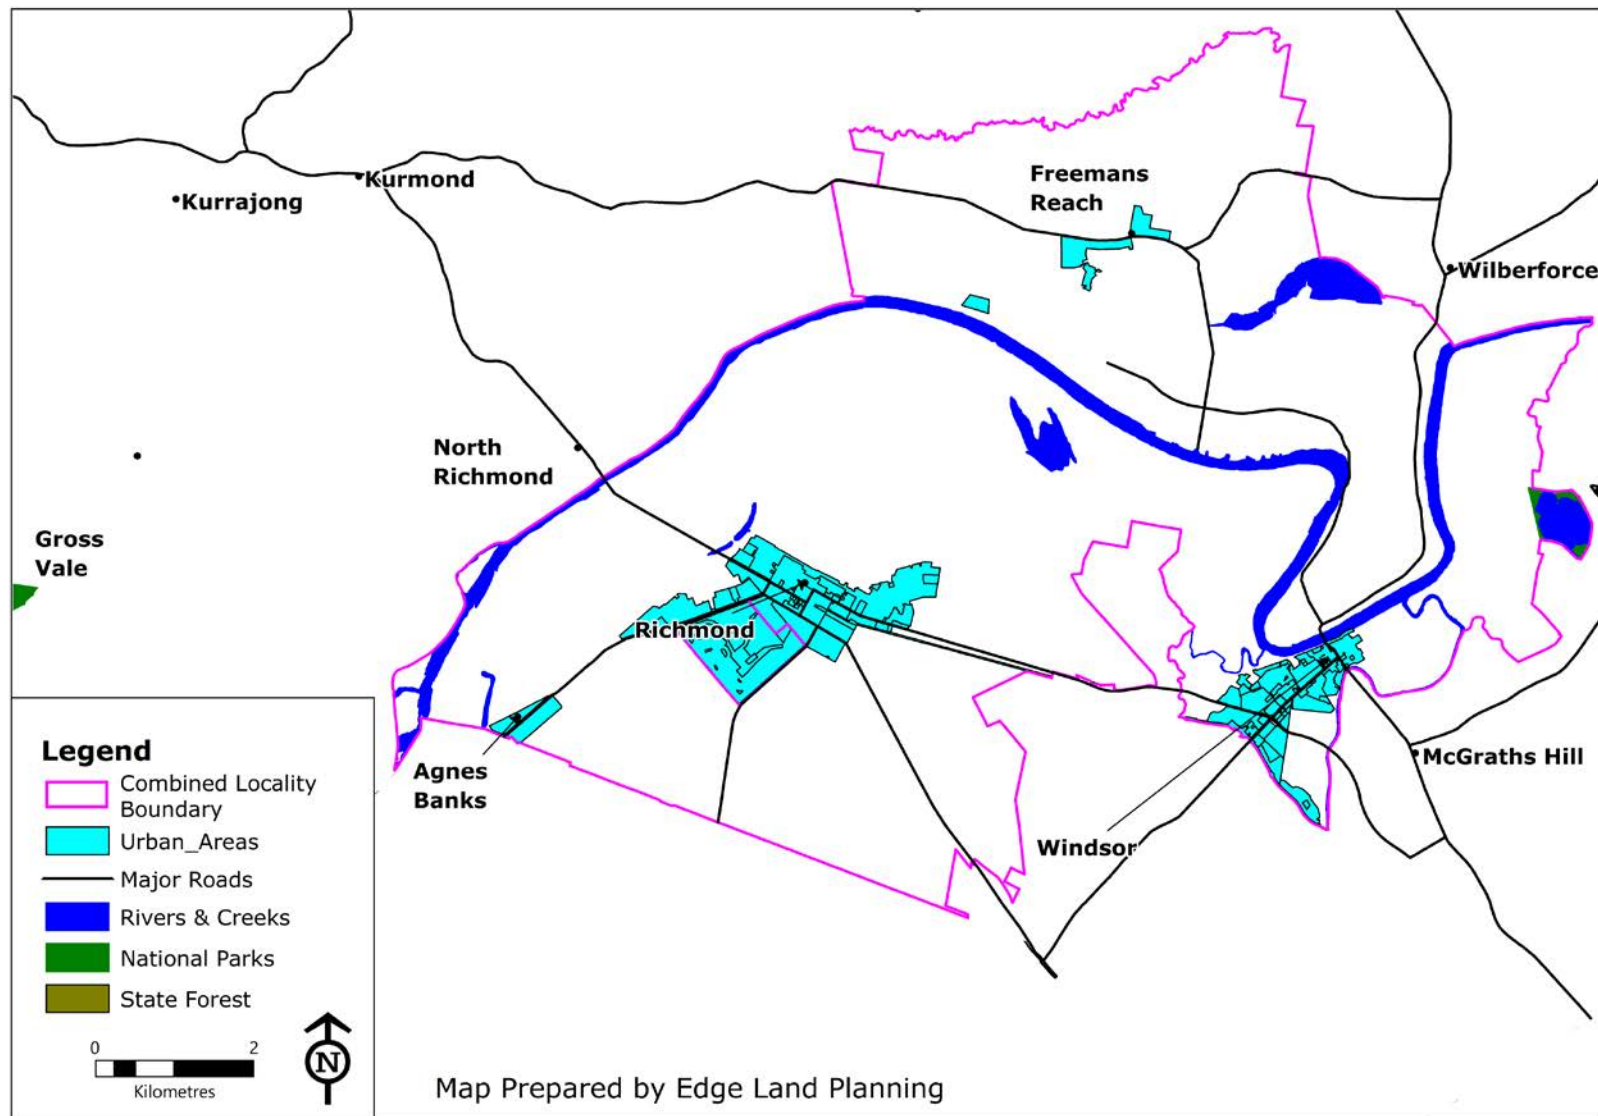 Freemans
Reach
Kurmond
Kurrajong
Wilberforce
North
Richmond
Gross
Vale
Richmond
Agnes
Banks
McGraths Hill
Windsor
Legend
Combined Locality
Boundary
Urban_Areas
Major Roads
Rivers & Creeks
National Parks
State Forest
0 2
Kilometres
N
Map Prepared by Edge Land Planning